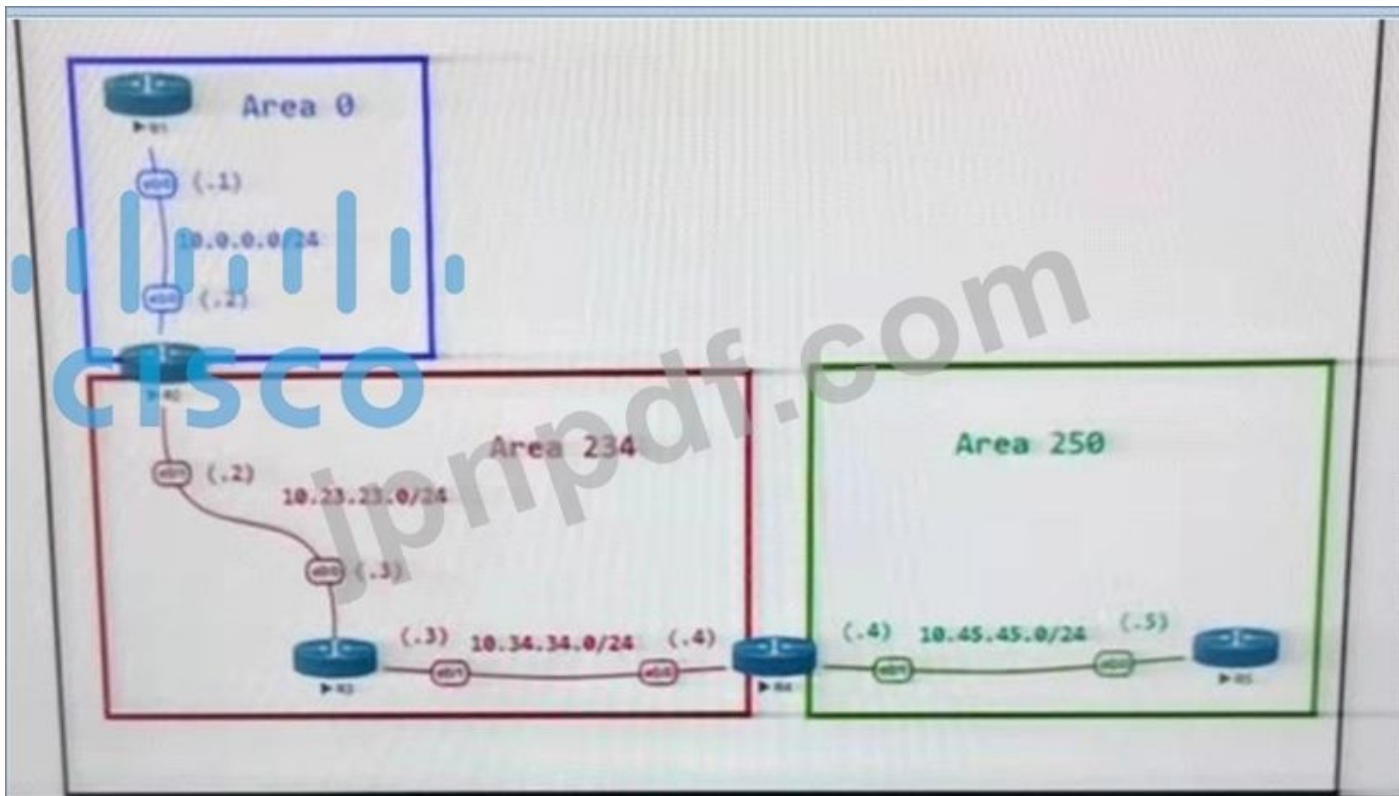 Area 0
(.1)
10.0.0.0/24
(.2)
CISCO
jpnpdf.com
(.2)
Area 234
10.23.23.0/24
(.3)
Area 250
(.3) 10.34.34.0/24 (.4)
(.4) 10.45.45.0/24 (.5)